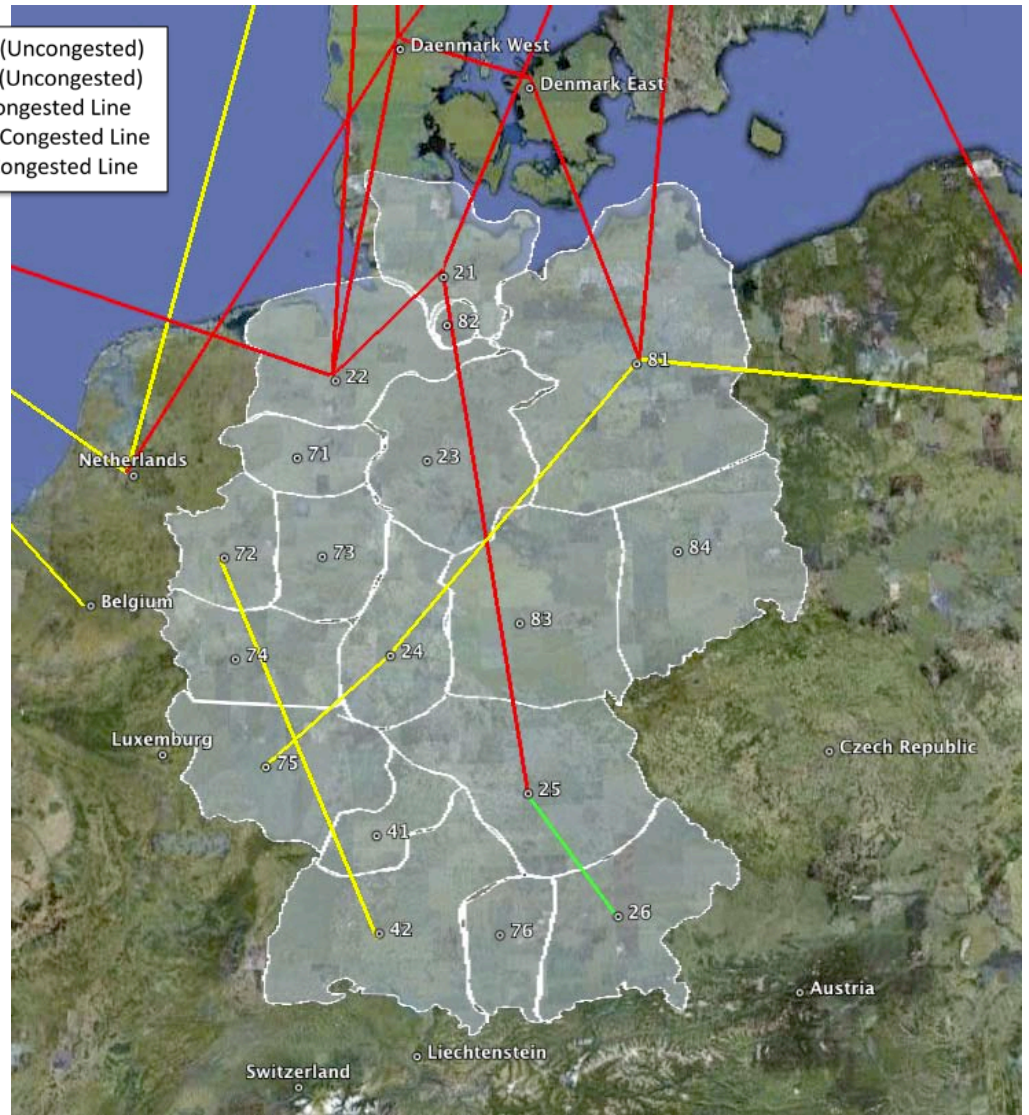 (Uncongested)
(Uncongested)
ongested Line
Congested Line
ongested Line
Daenmark West
Denmark East
21
82
81
22
Netherlands
71
23
72
73
84
Belgium
83
74
24
Luxemburg
75
Czech Republic
25
41
26
42
76
Austria
Liechtenstein
Switzerland